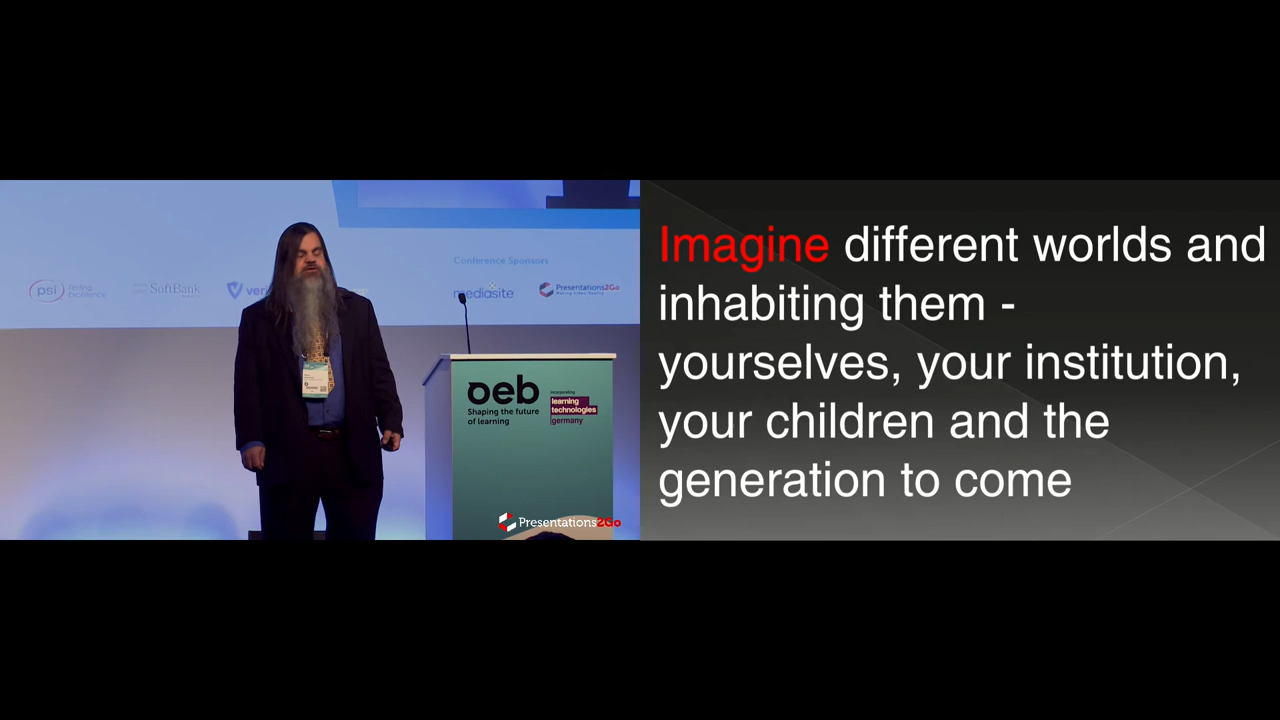 Conference Sponsors
psi
SoftBank
mediasite
Presentations2Go
oeb
Shaping the future
of learning
incorporating
learning
technologies
germany
Presentations2Go
Imagine different worlds and
inhabiting them -
yourselves, your institution,
your children and the
generation to come